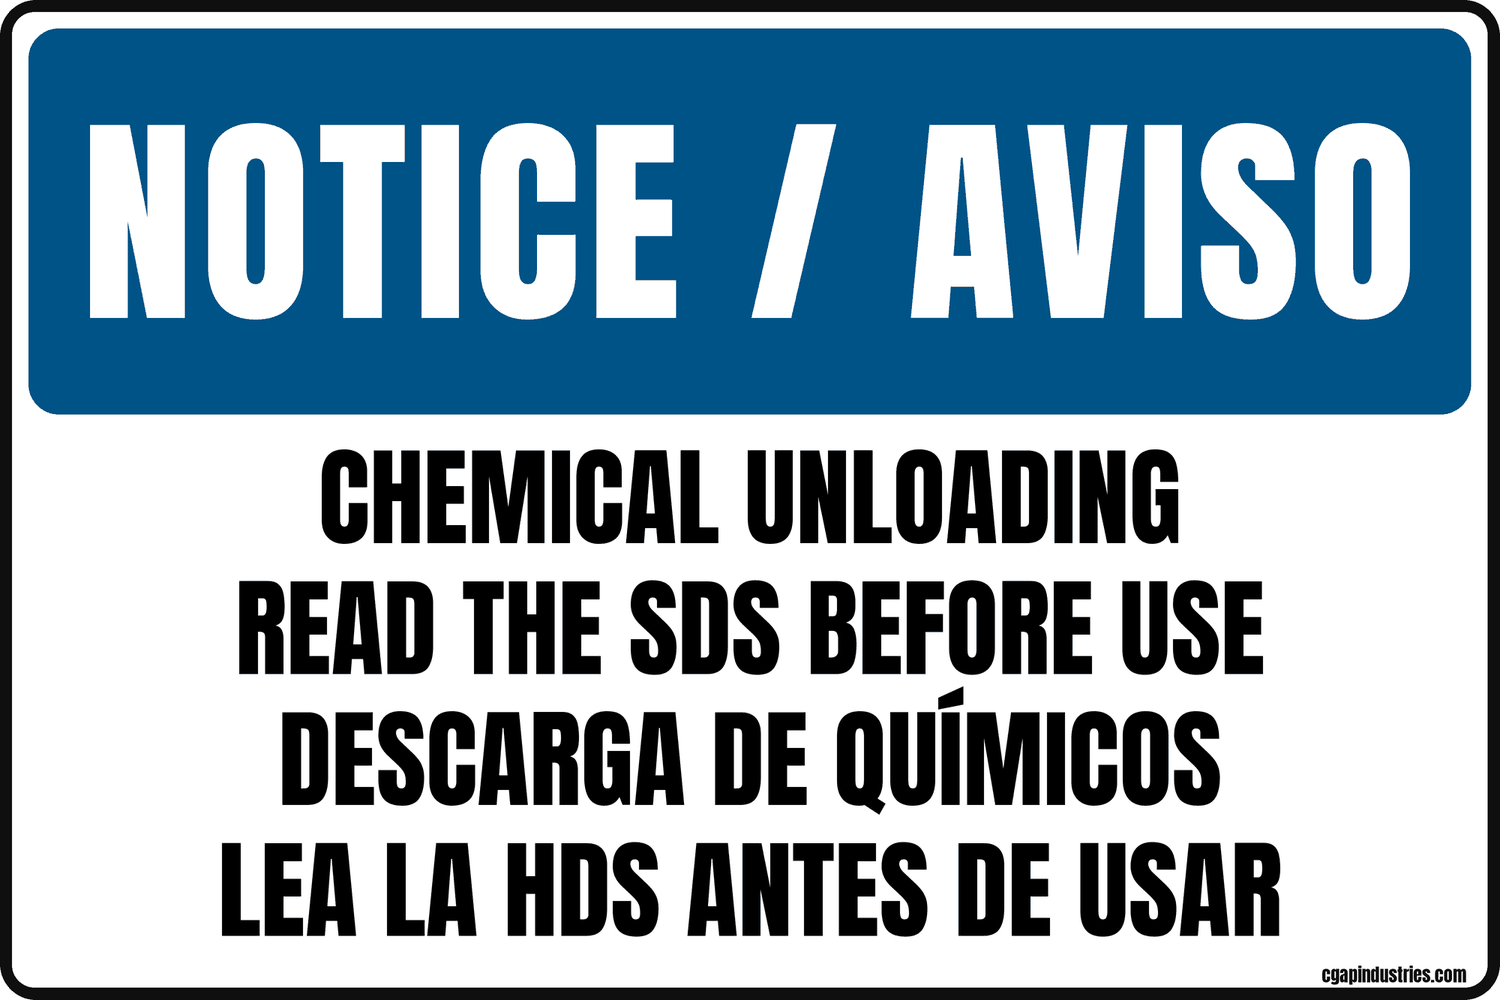 NOTICE / AVISO
CHEMICAL UNLOADING
READ THE SDS BEFORE USE
DESCARGA DE QUÍMICOS
LEA LA HDS ANTES DE USAR
cgapindustries.com